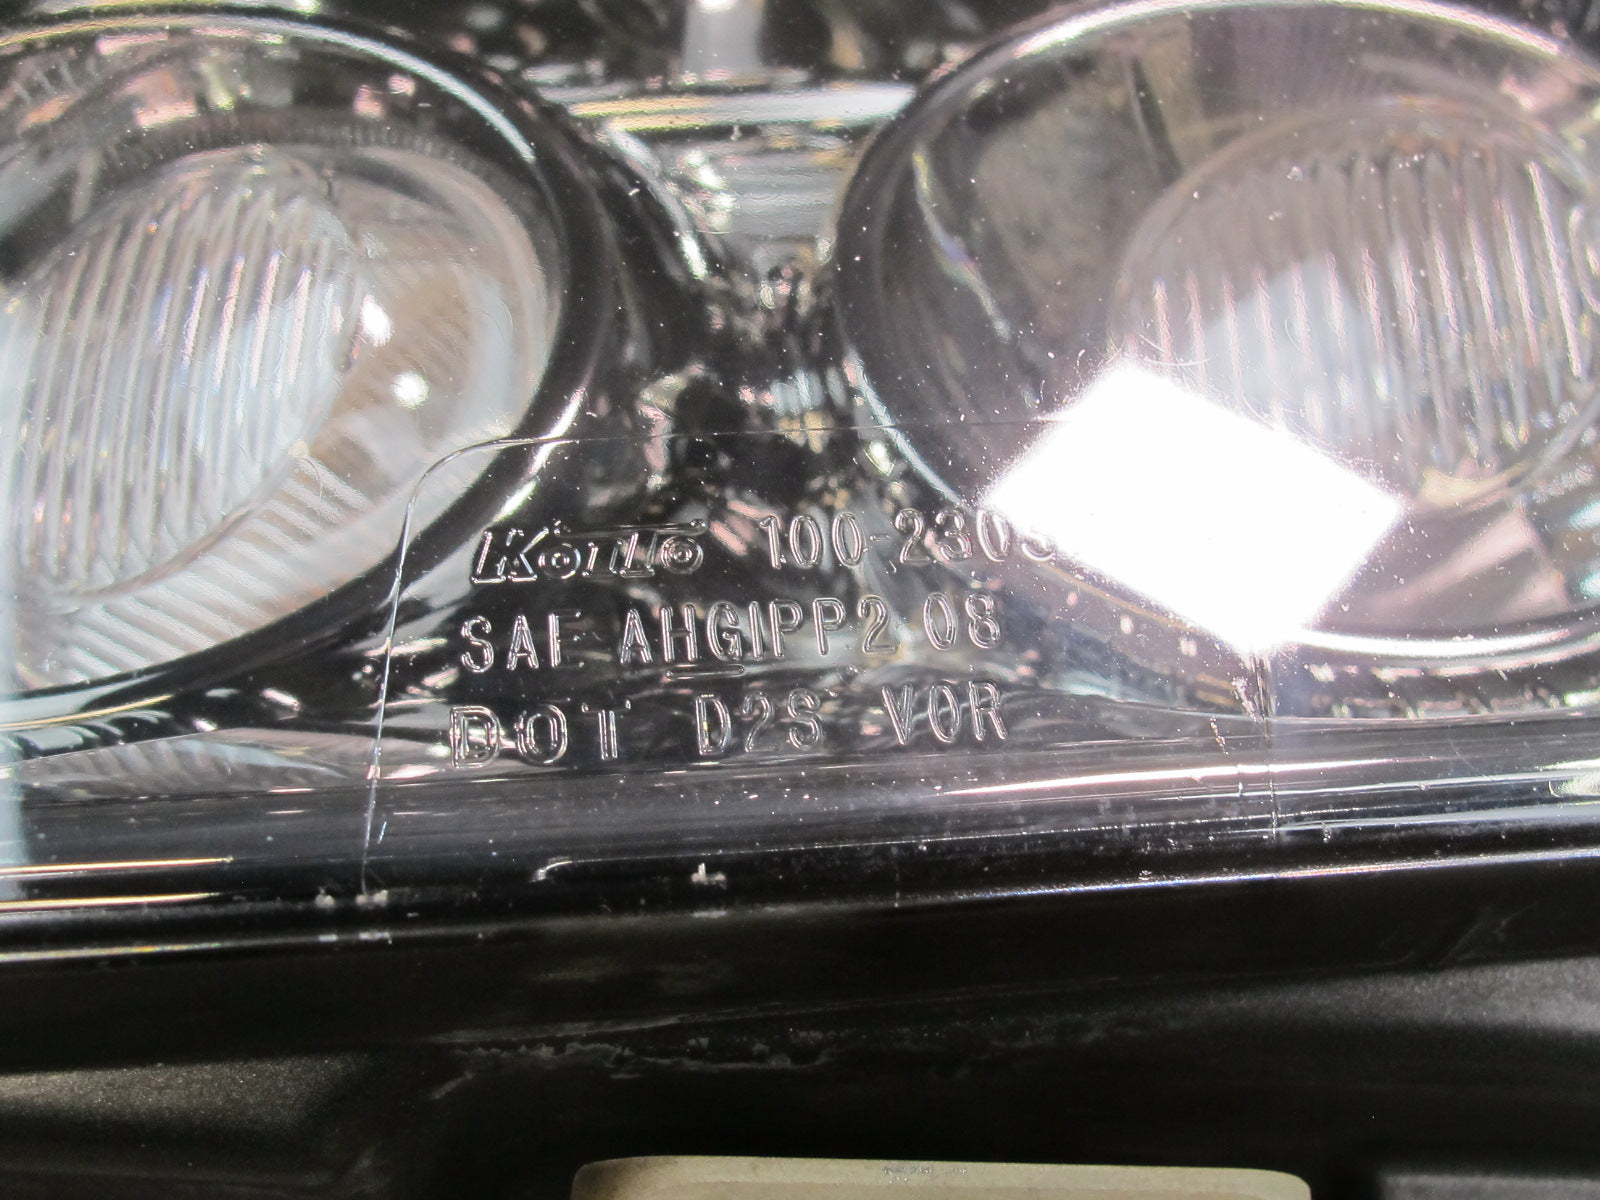 KOITO 100-2305
SAE AHGIPP2 08
DOT D2S VOR